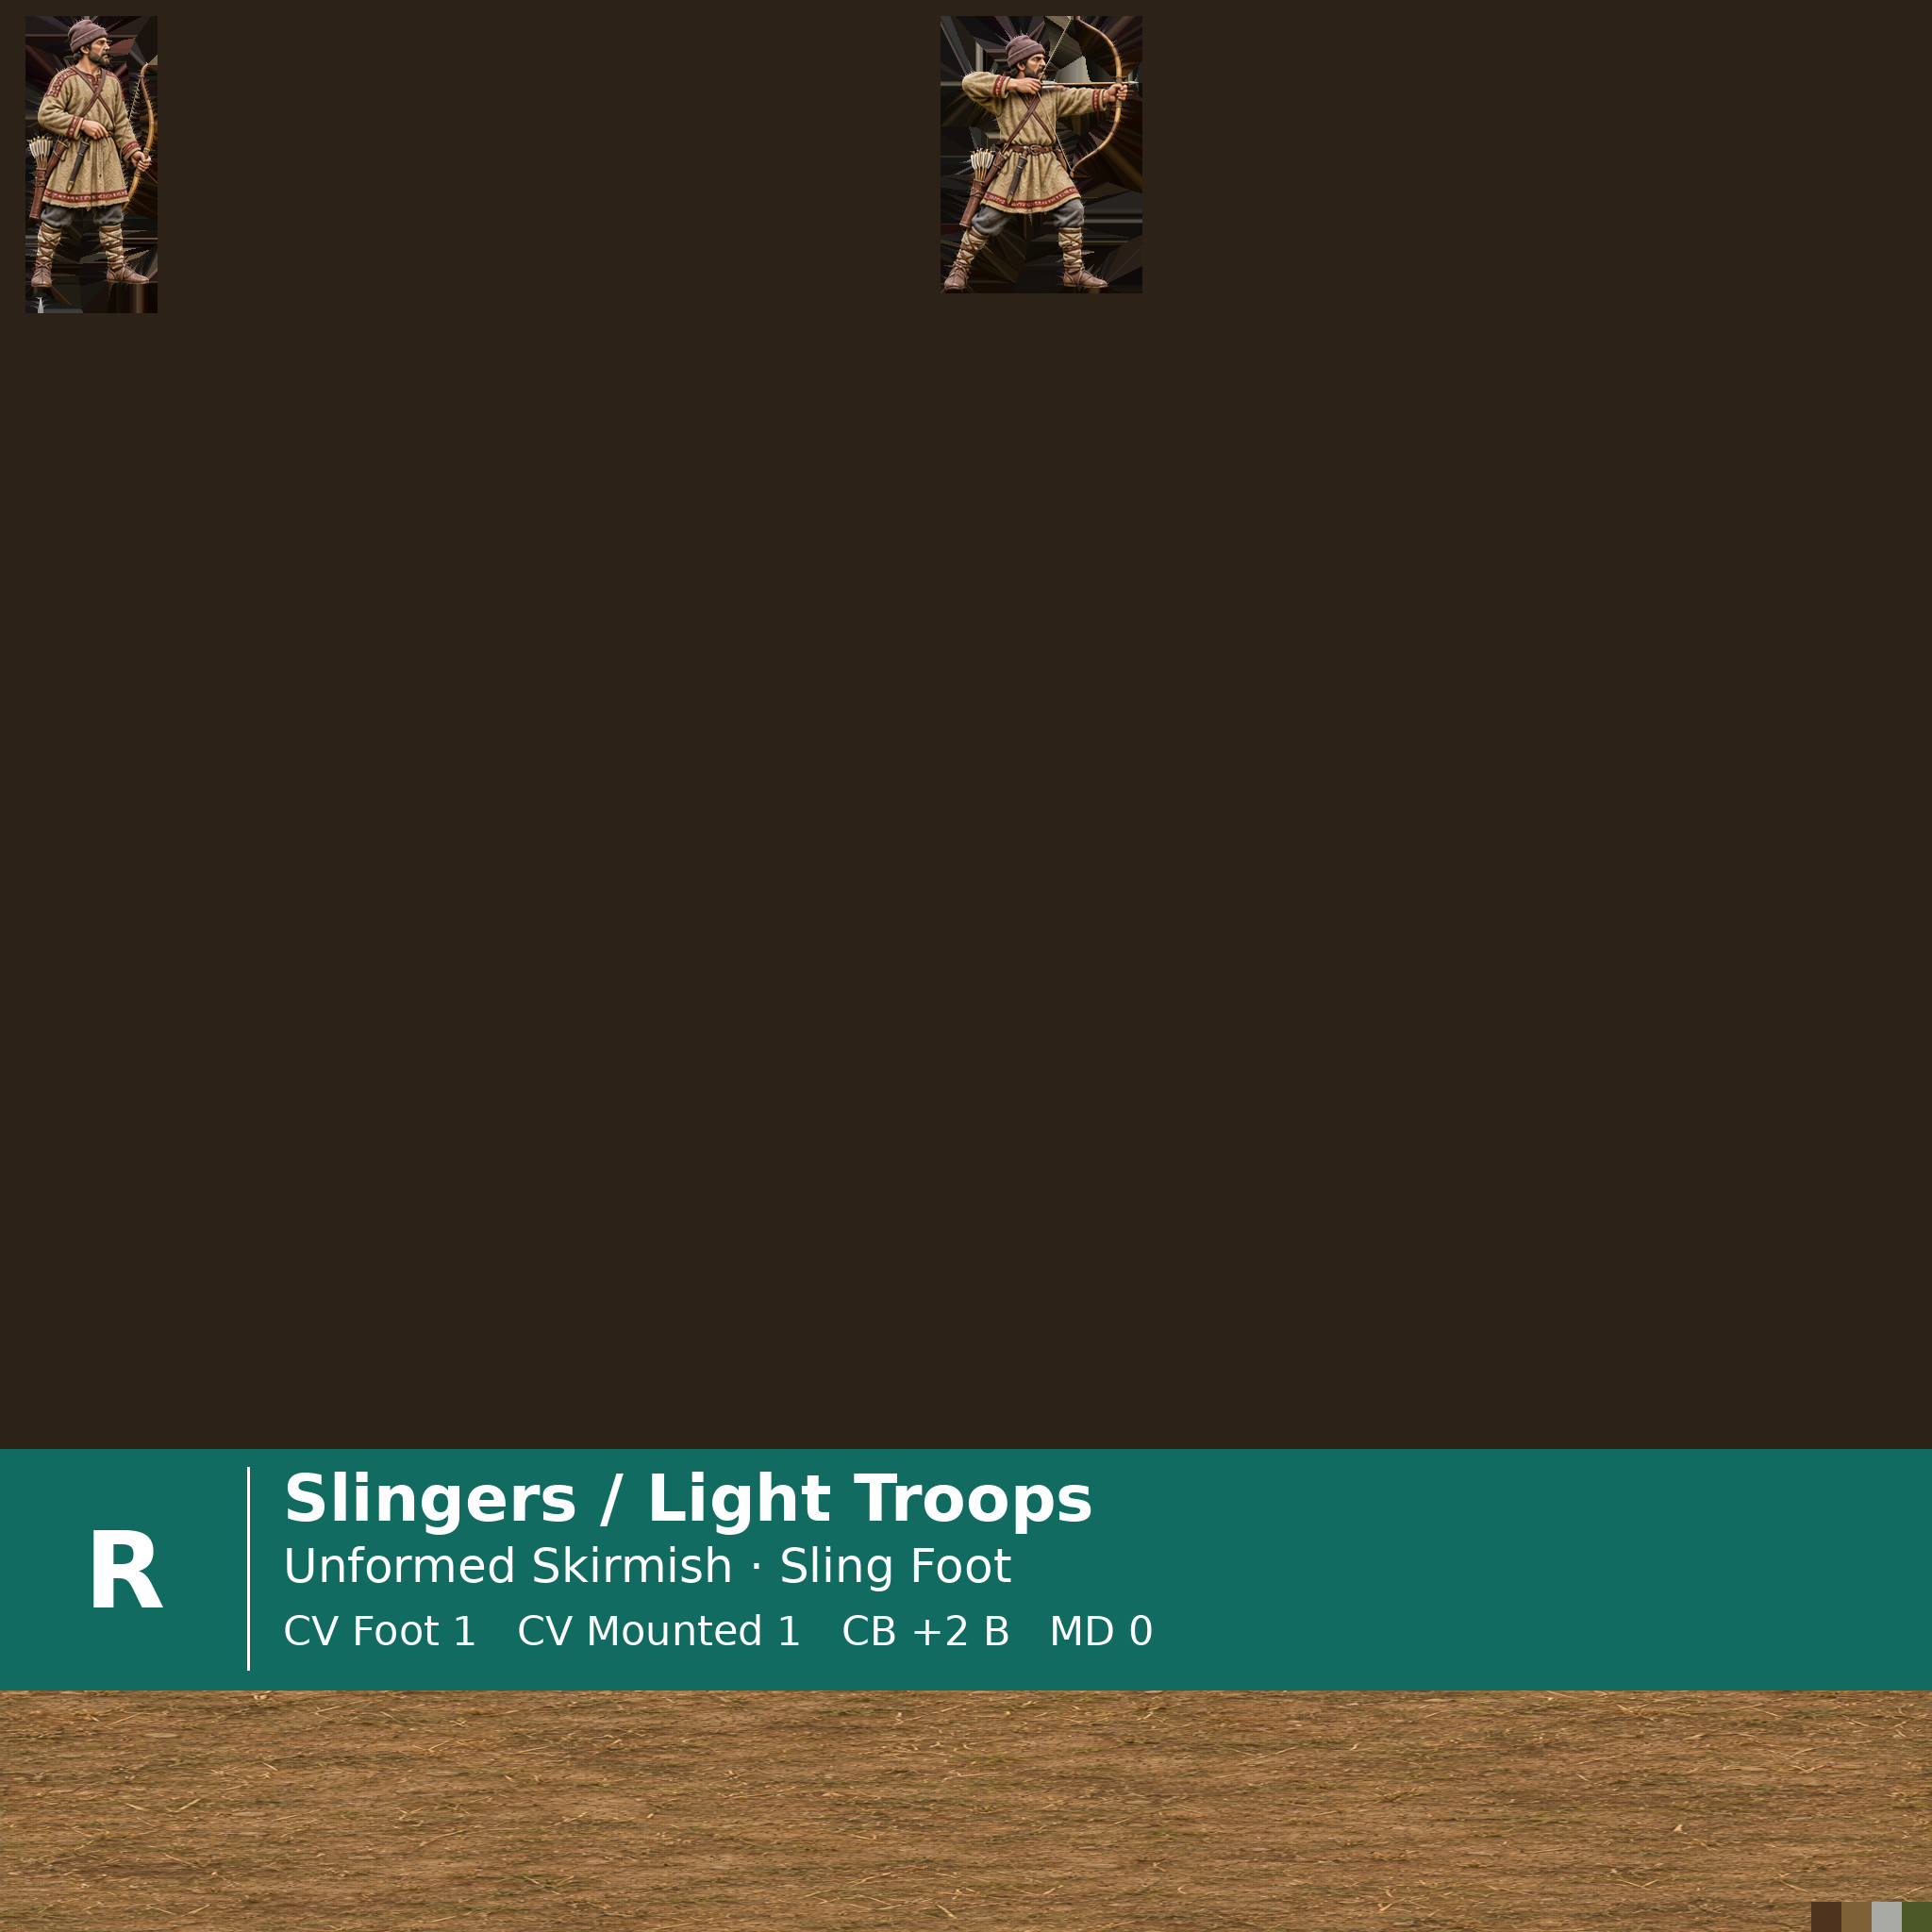 R
Slingers / Light Troops
Unformed Skirmish · Sling Foot
CV Foot 1 CV Mounted 1 CB +2 B MD 0